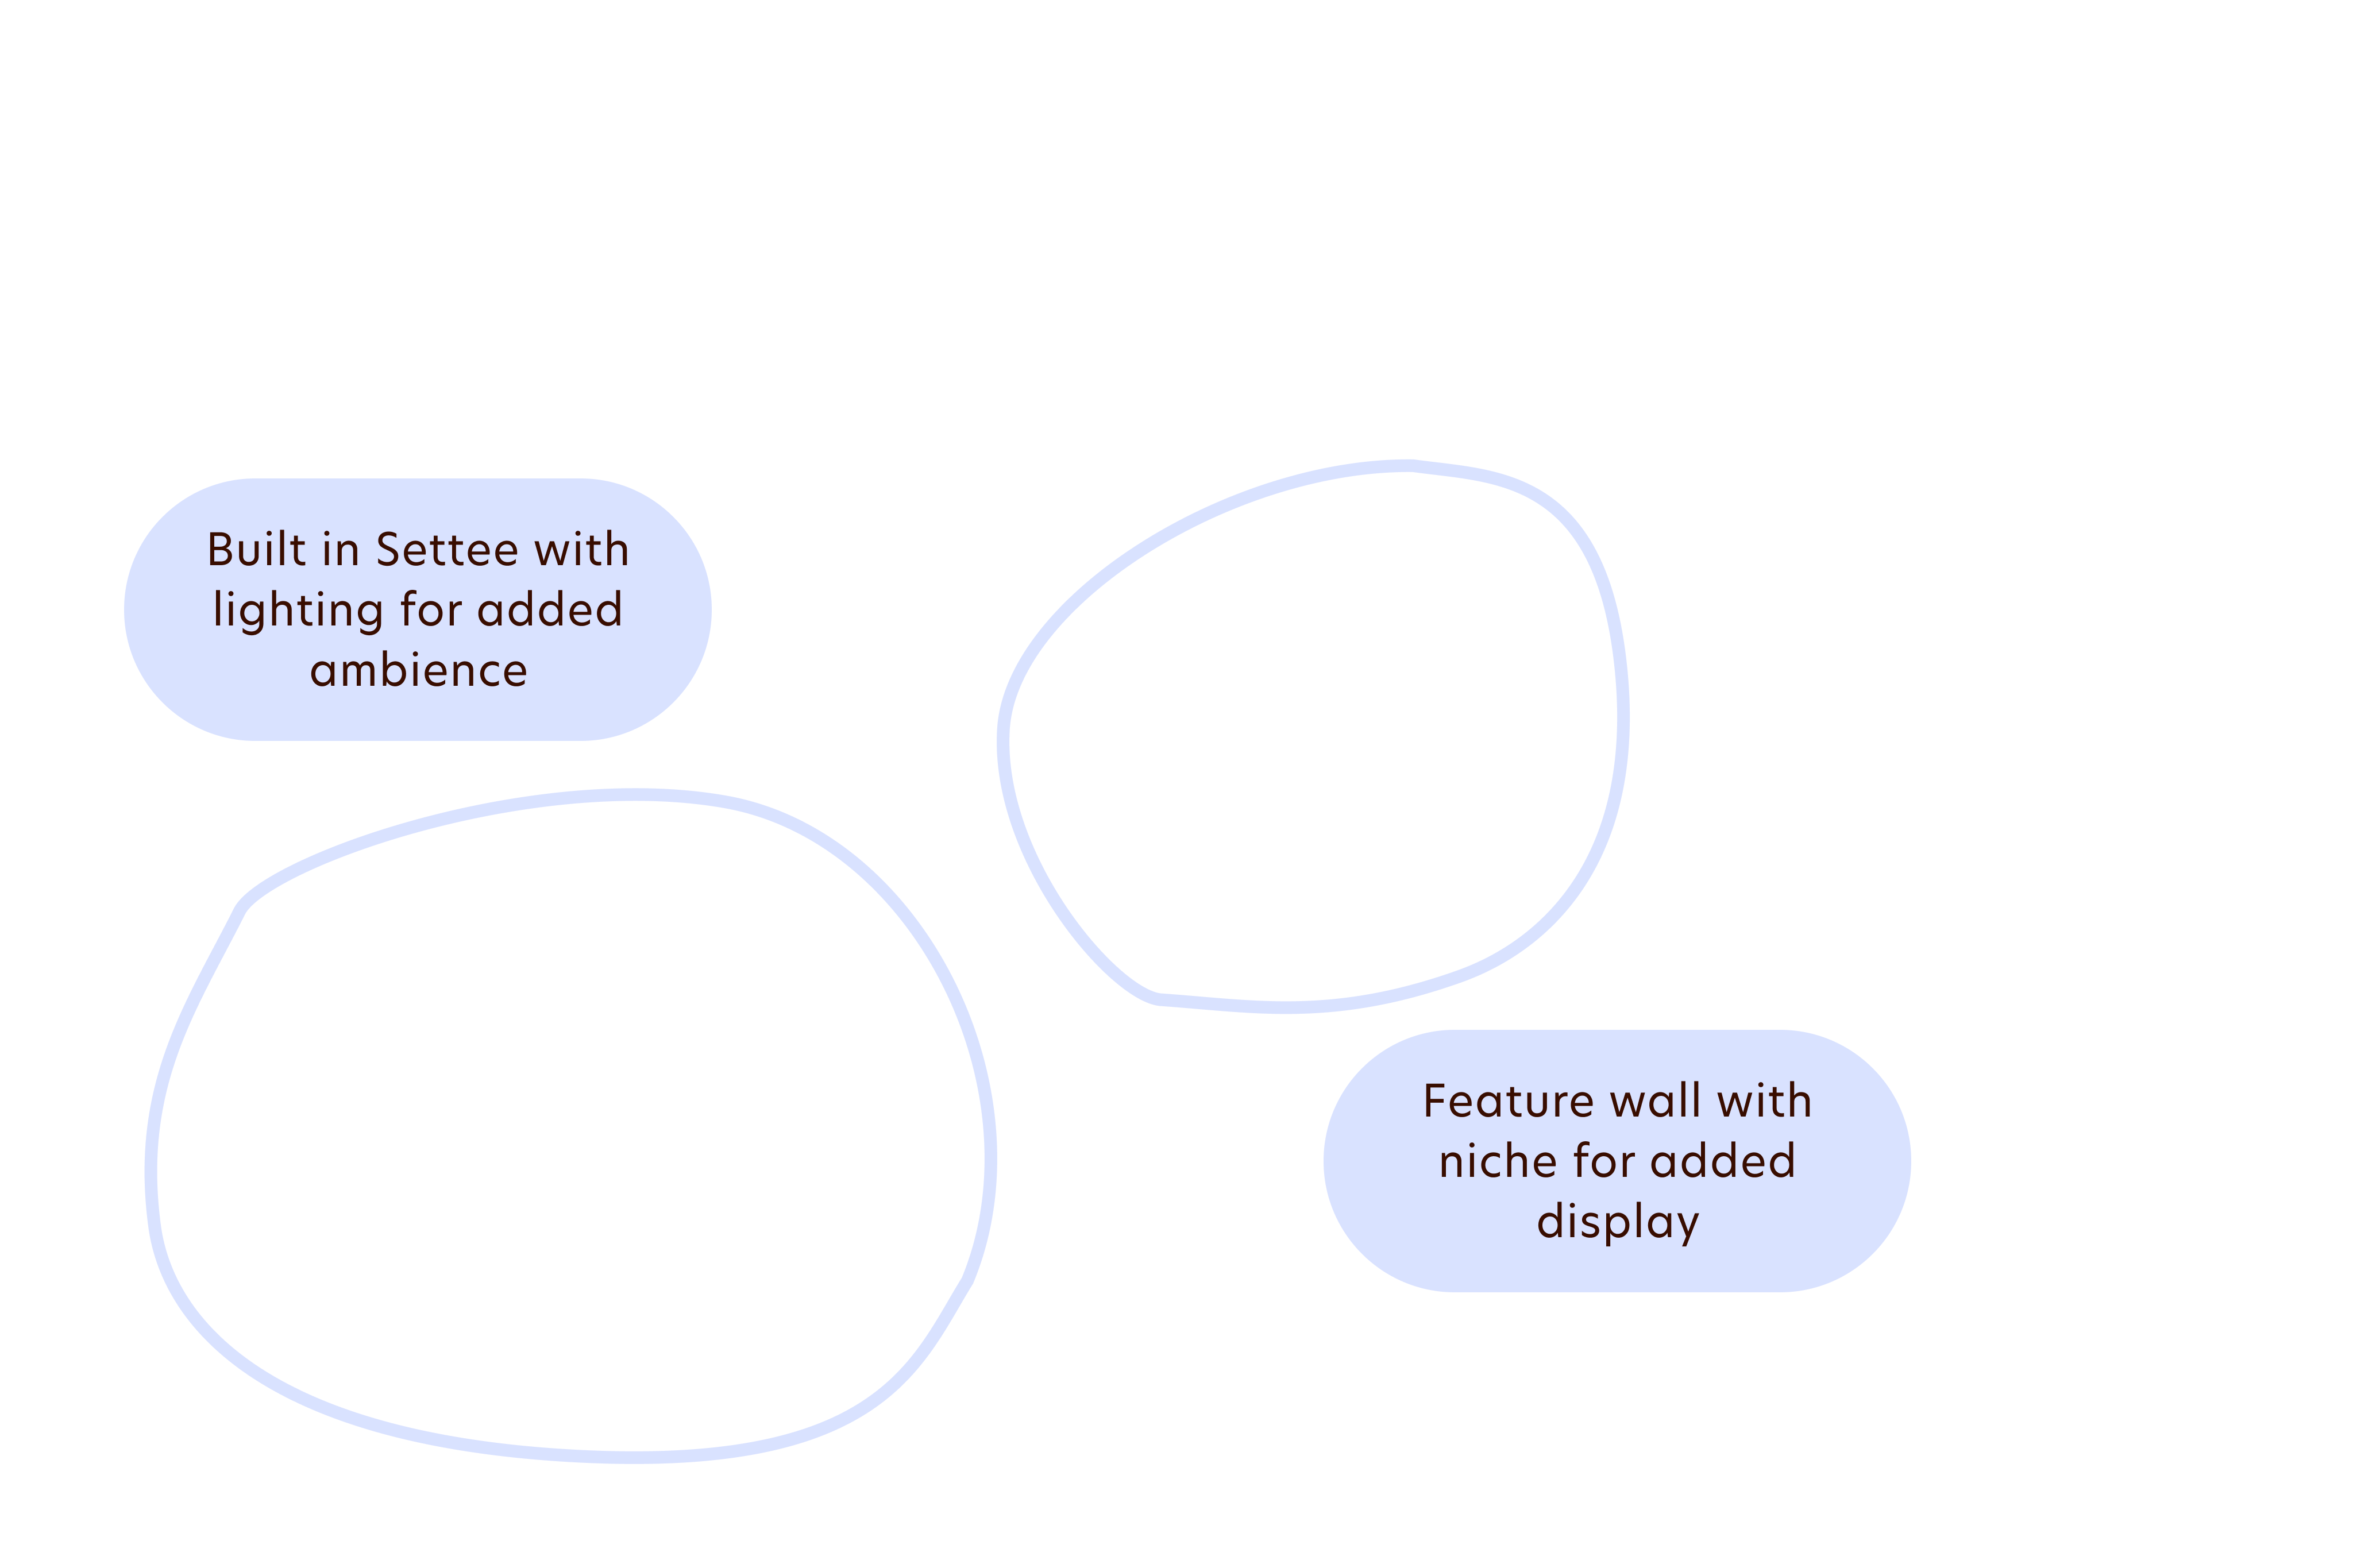 Built in Settee with
lighting for added
ambience
Feature wall with
niche for added
display